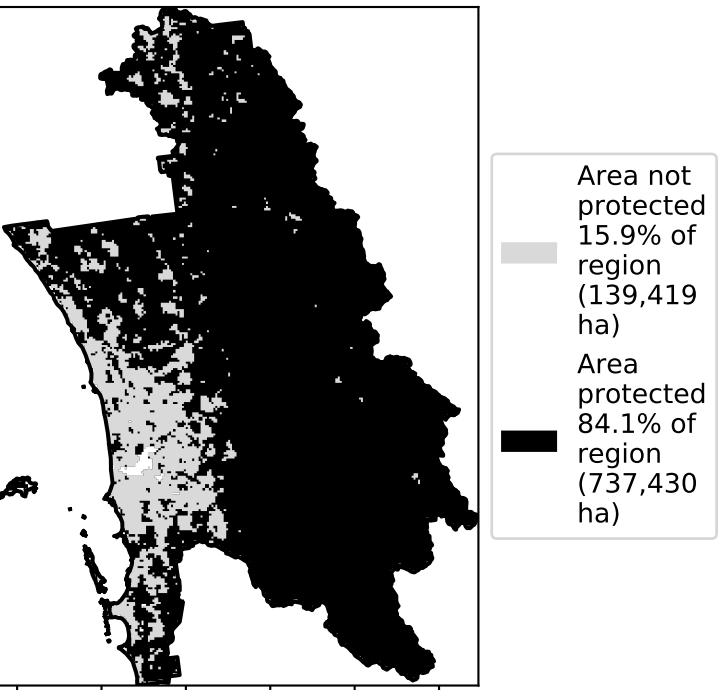 Area not
protected
15.9% of
region
(139,419
ha)
Area
protected
84.1% of
region
(737,430
ha)